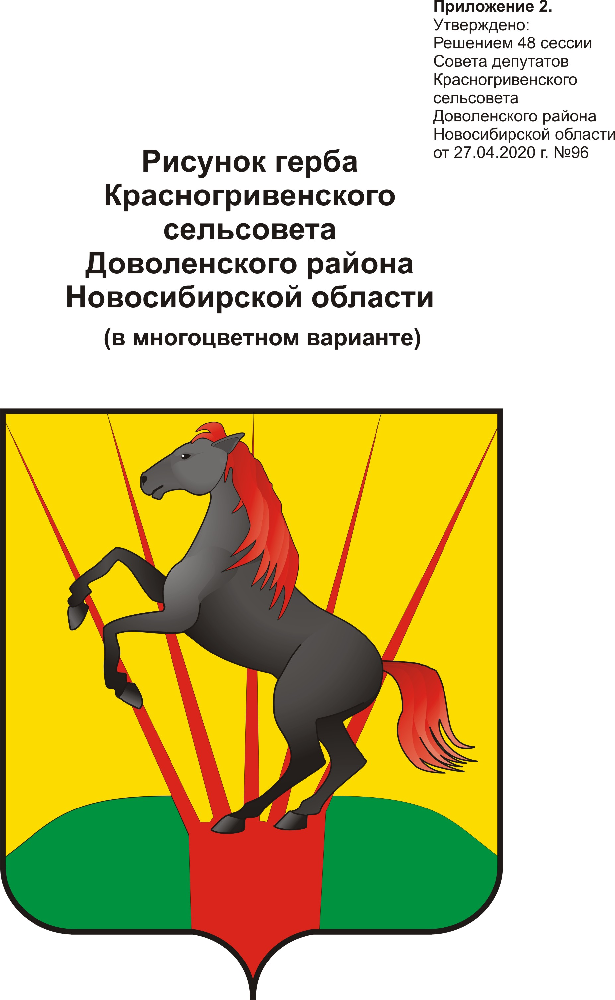 Приложение 2.
Утверждено:
Решением 48 сессии
Совета депутатов
Красногривенского
сельсовета
Доволенского района
Новосибирской области
от 27.04.2020 г. №96
Рисунок герба
Красногривенского
сельсовета
Доволенского района
Новосибирской области
(в многоцветном варианте)